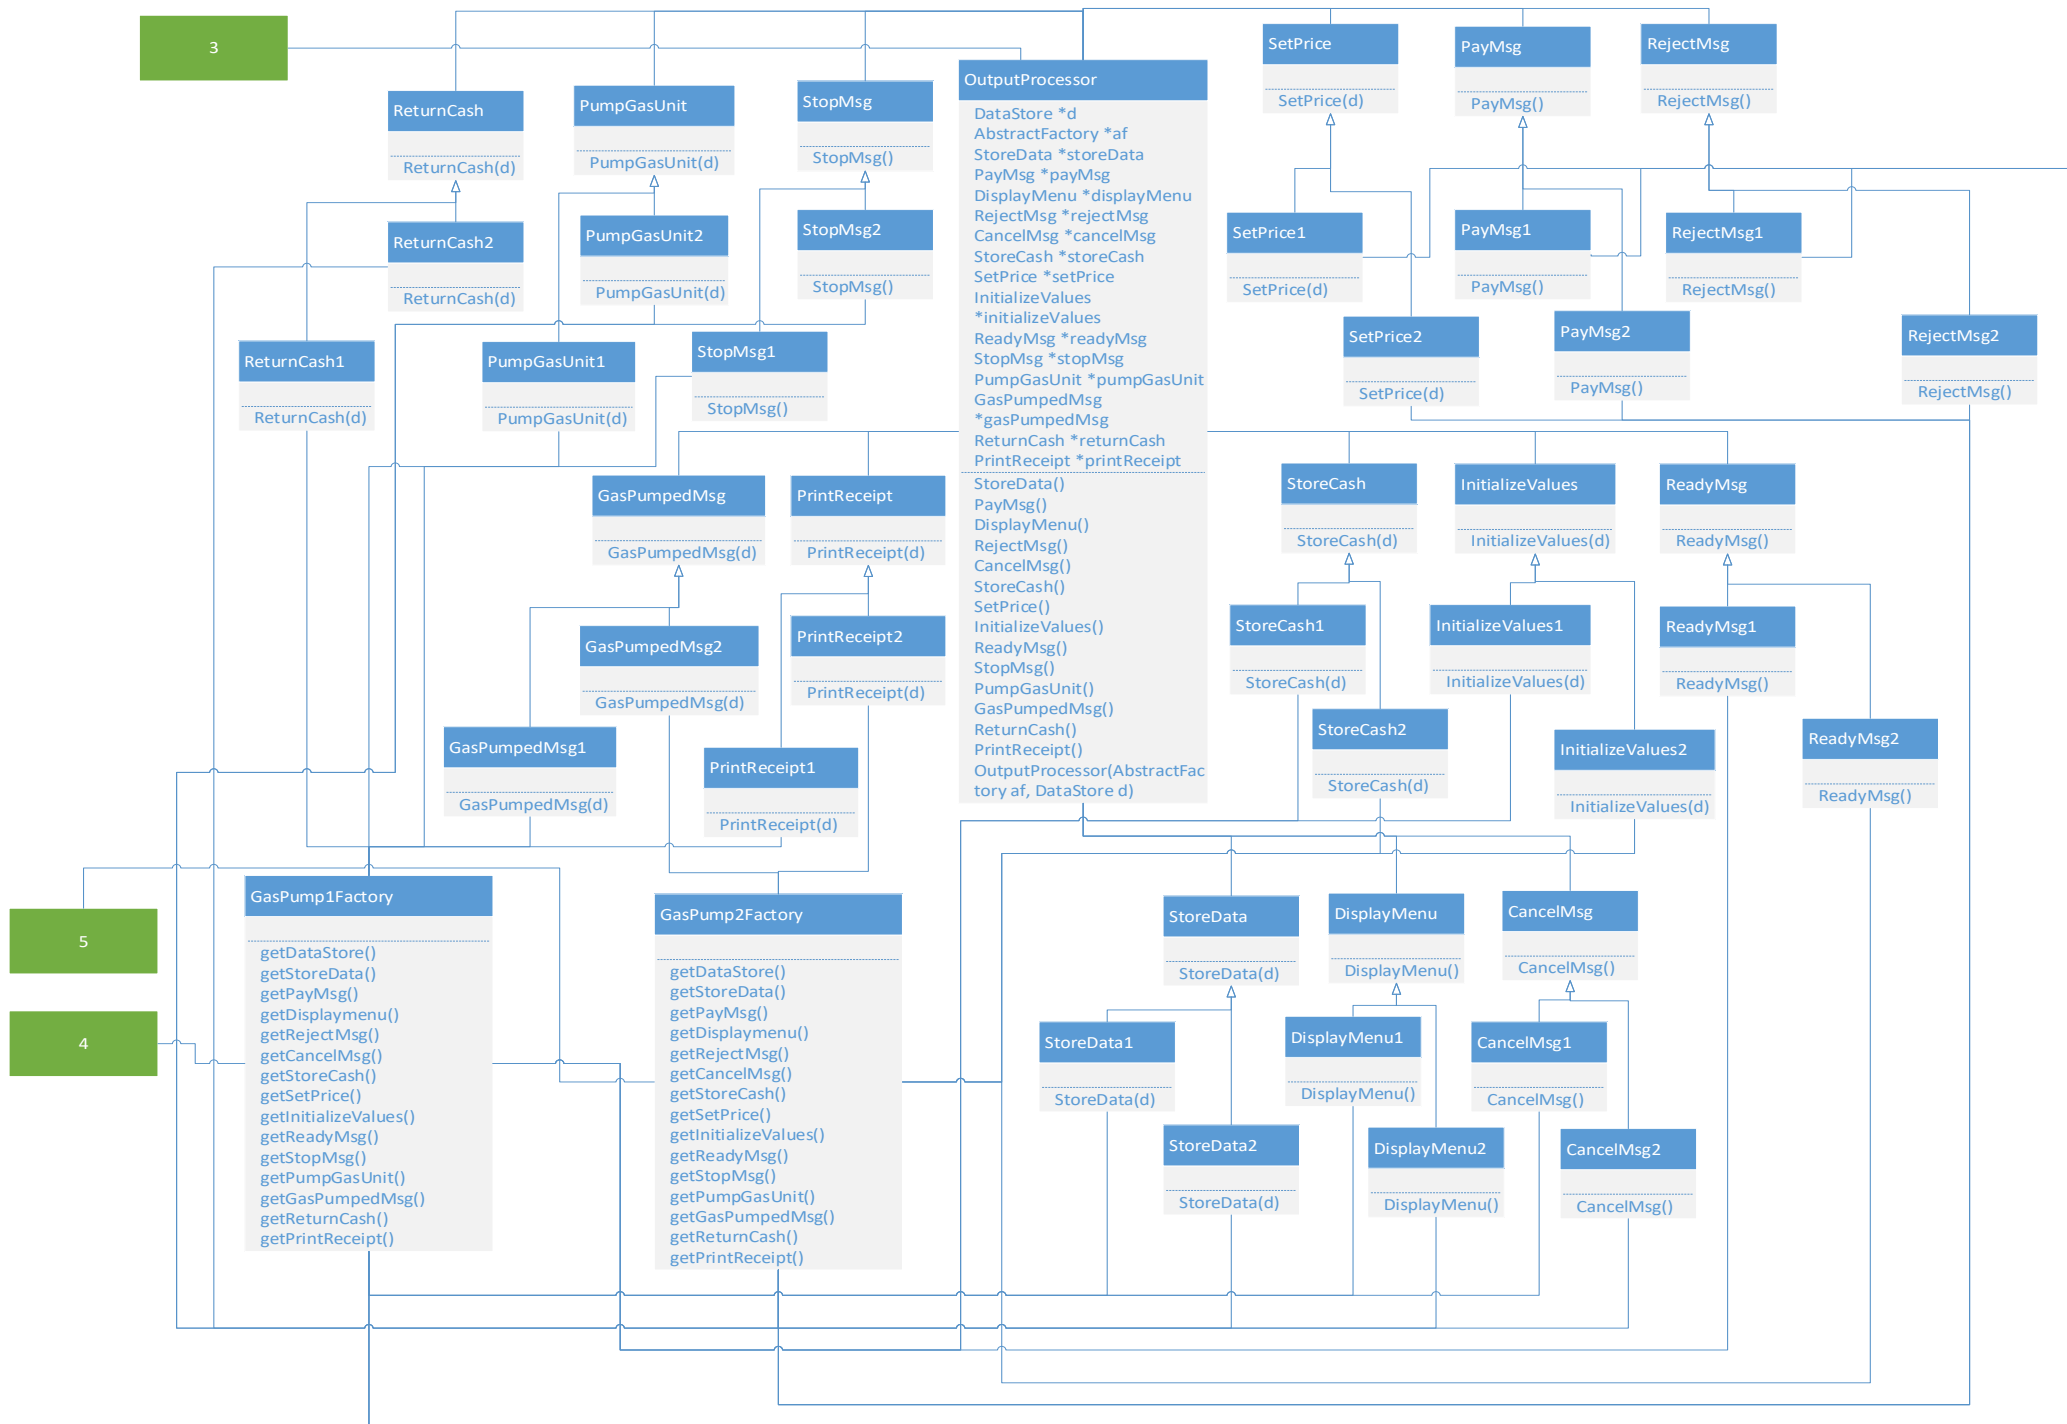 3
ReturnCash
ReturnCash(d)
PumpGasUnit
PumpGasUnit(d)
StopMsg
StopMsg()
ReturnCash2
ReturnCash(d)
PumpGasUnit2
PumpGasUnit(d)
StopMsg2
StopMsg()
ReturnCash1
ReturnCash(d)
PumpGasUnit1
PumpGasUnit(d)
StopMsg1
StopMsg()
OutputProcessor
DataStore *d
AbstractFactory *af
StoreData *storeData
PayMsg *payMsg
DisplayMenu *displayMenu
RejectMsg *rejectMsg
CancelMsg *cancelMsg
StoreCash *storeCash
SetPrice *setPrice
InitializeValues
*initializeValues
ReadyMsg *readyMsg
StopMsg *stopMsg
PumpGasUnit *pumpGasUnit
GasPumpedMsg
*gasPumpedMsg
ReturnCash *returnCash
PrintReceipt *printReceipt
StoreData()
PayMsg()
DisplayMenu()
RejectMsg()
CancelMsg()
StoreCash()
SetPrice()
InitializeValues()
ReadyMsg()
StopMsg()
PumpGasUnit()
GasPumpedMsg()
ReturnCash()
PrintReceipt()
OutputProcessor(AbstractFac
tory af, DataStore d)
SetPrice
SetPrice(d)
PayMsg
PayMsg()
RejectMsg
RejectMsg()
SetPrice1
SetPrice(d)
PayMsg1
PayMsg()
RejectMsg1
RejectMsg()
SetPrice2
SetPrice(d)
PayMsg2
PayMsg()
RejectMsg2
RejectMsg()
GasPumpedMsg
GasPumpedMsg(d)
PrintReceipt
PrintReceipt(d)
GasPumpedMsg2
GasPumpedMsg(d)
PrintReceipt2
PrintReceipt(d)
GasPumpedMsg1
GasPumpedMsg(d)
PrintReceipt1
PrintReceipt(d)
StoreCash
StoreCash(d)
InitializeValues
InitializeValues(d)
ReadyMsg
ReadyMsg()
StoreCash1
StoreCash(d)
InitializeValues1
InitializeValues(d)
ReadyMsg1
ReadyMsg()
StoreCash2
StoreCash(d)
InitializeValues2
InitializeValues(d)
ReadyMsg2
ReadyMsg()
5
4
GasPump1Factory
getDataStore()
getStoreData()
getPayMsg()
getDisplaymenu()
getRejectMsg()
getCancelMsg()
getStoreCash()
getSetPrice()
getInitializeValues()
getReadyMsg()
getStopMsg()
getPumpGasUnit()
getGasPumpedMsg()
getReturnCash()
getPrintReceipt()
GasPump2Factory
getDataStore()
getStoreData()
getPayMsg()
getDisplaymenu()
getRejectMsg()
getCancelMsg()
getStoreCash()
getSetPrice()
getInitializeValues()
getReadyMsg()
getStopMsg()
getPumpGasUnit()
getGasPumpedMsg()
getReturnCash()
getPrintReceipt()
StoreData
StoreData(d)
DisplayMenu
DisplayMenu()
CancelMsg
CancelMsg()
StoreData1
StoreData(d)
DisplayMenu1
DisplayMenu()
CancelMsg1
CancelMsg()
StoreData2
StoreData(d)
DisplayMenu2
DisplayMenu()
CancelMsg2
CancelMsg()